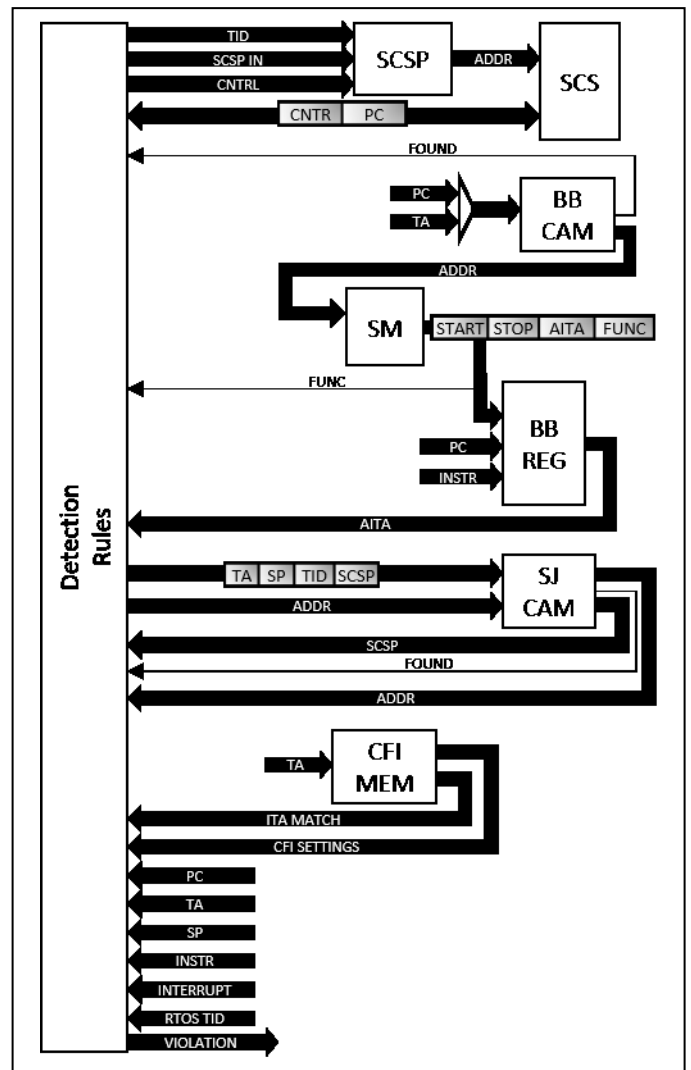 TID
SCSP IN
CNTRL
SCSP
ADDR
SCS
CNTR PC
FOUND
PC
TA
BB
CAM
ADDR
SM
START STOP AITA FUNC
FUNC
BB
REG
PC
INSTR
AITA
Detection
Rules
TA SP TID SCSP
SJ
CAM
ADDR
SCSP
FOUND
ADDR
CFI
MEM
TA
ITA MATCH
CFI SETTINGS
PC
TA
SP
INSTR
INTERRUPT
RTOS TID
VIOLATION